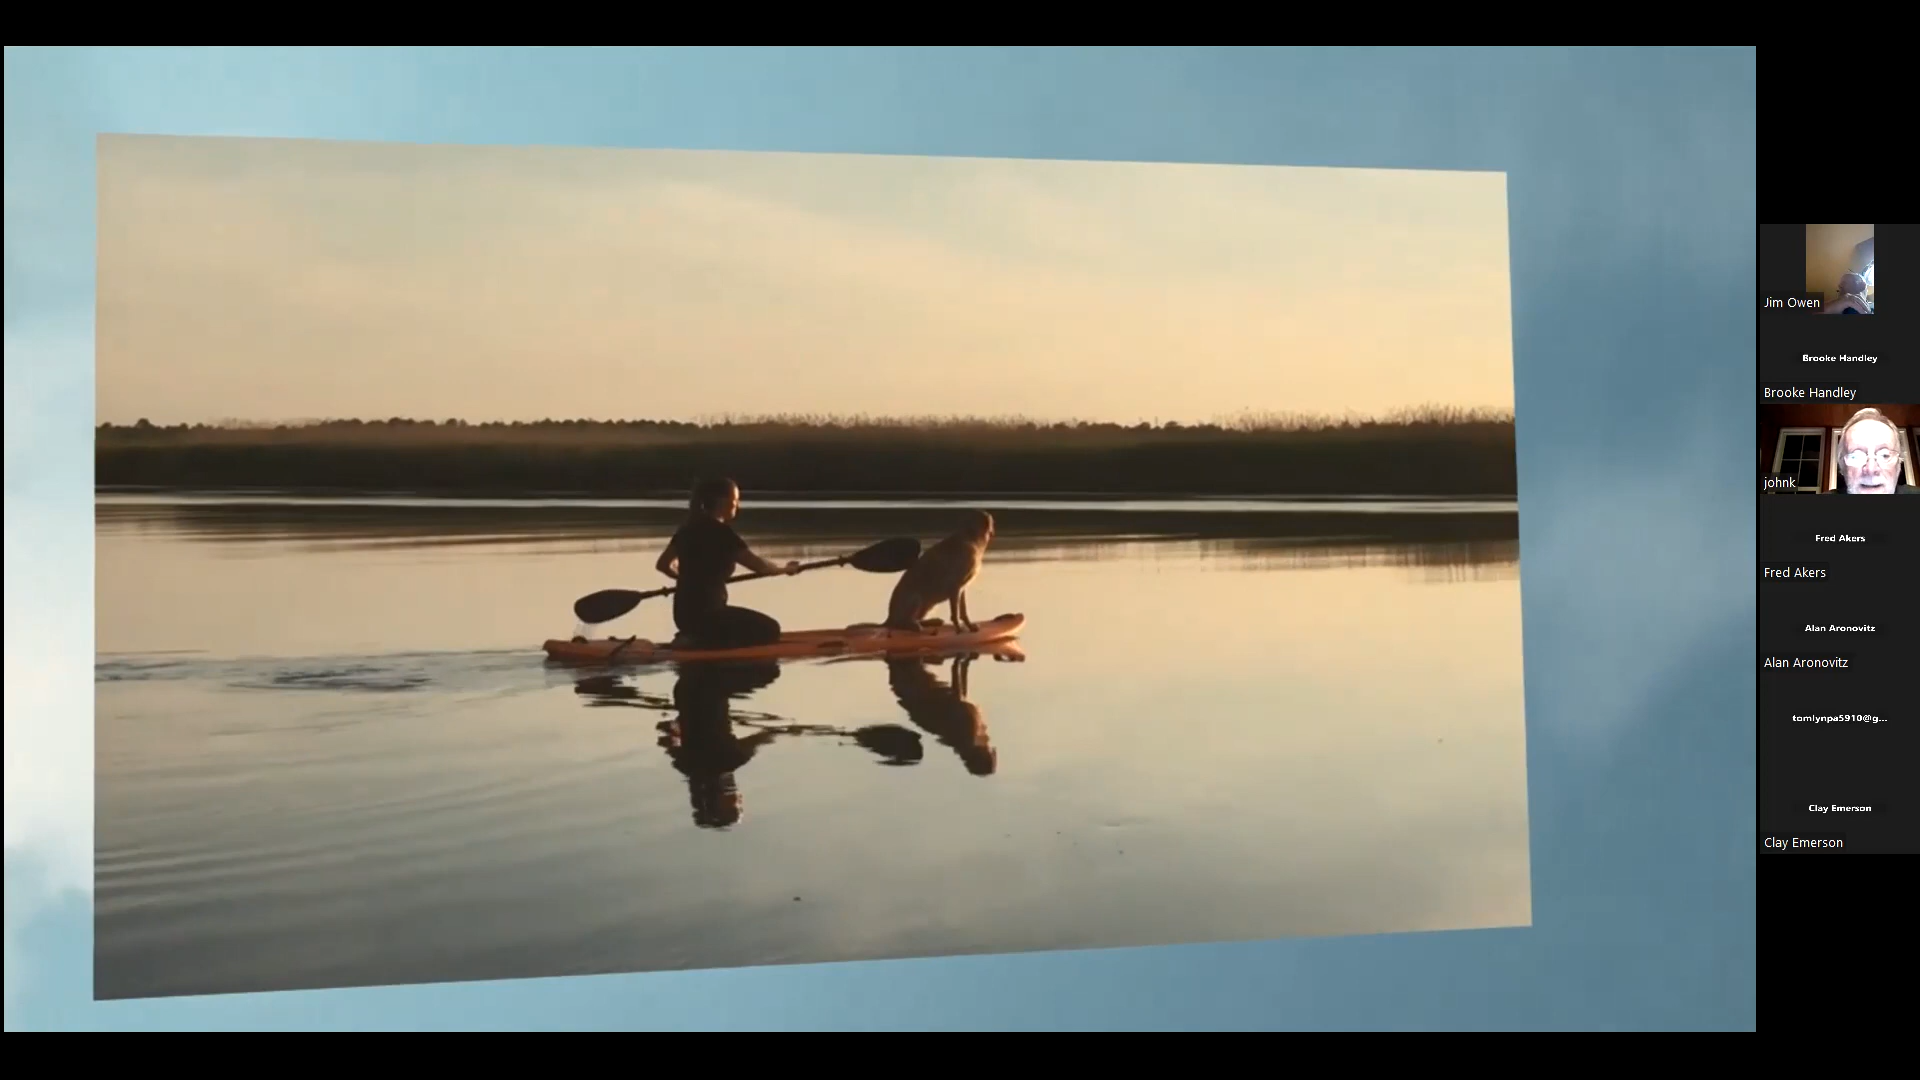 Jim Owen
Brooke Handley
Brooke Handley
johnk
Fred Akers
Fred Akers
Alan Aronovitz
Alan Aronovitz
tomlynpa5910@g...
Clay Emerson
Clay Emerson